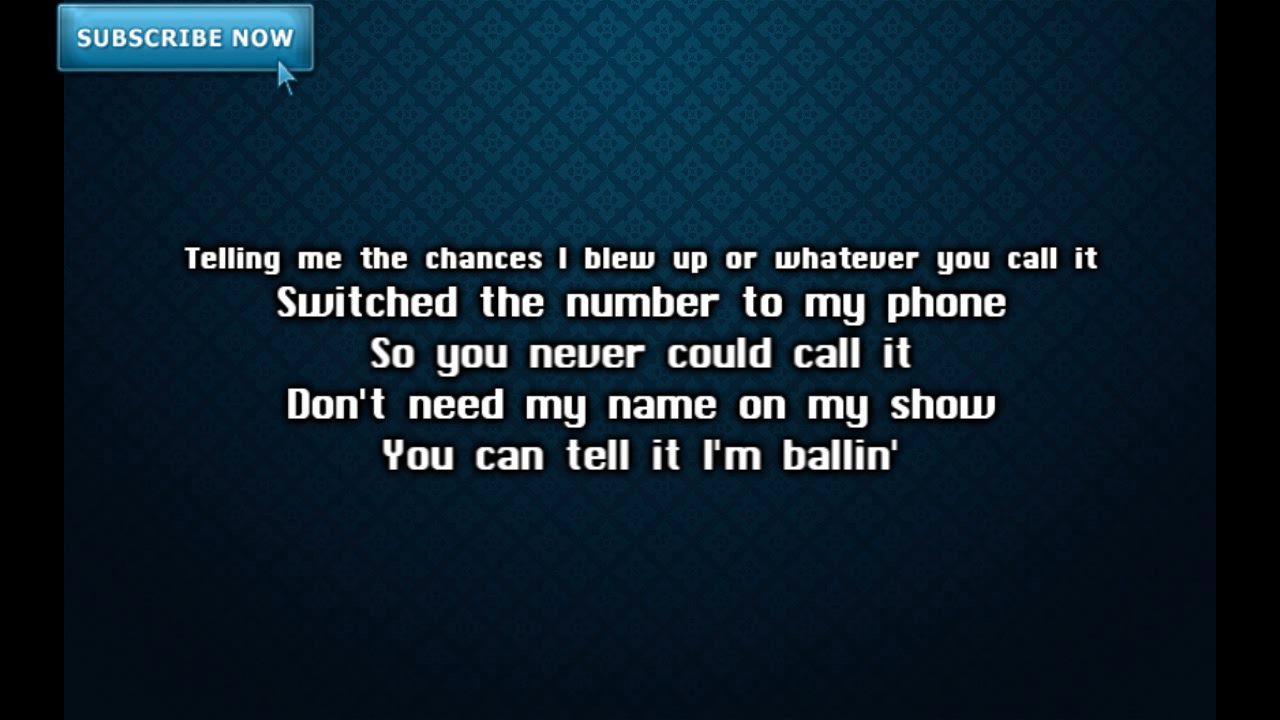 SUBSCRIBE NOW
Telling me the chances I blew up or whatever you call it
Switched the number to my phone
So you never could call it
Don't need my name on my show
You can tell it I'm ballin'